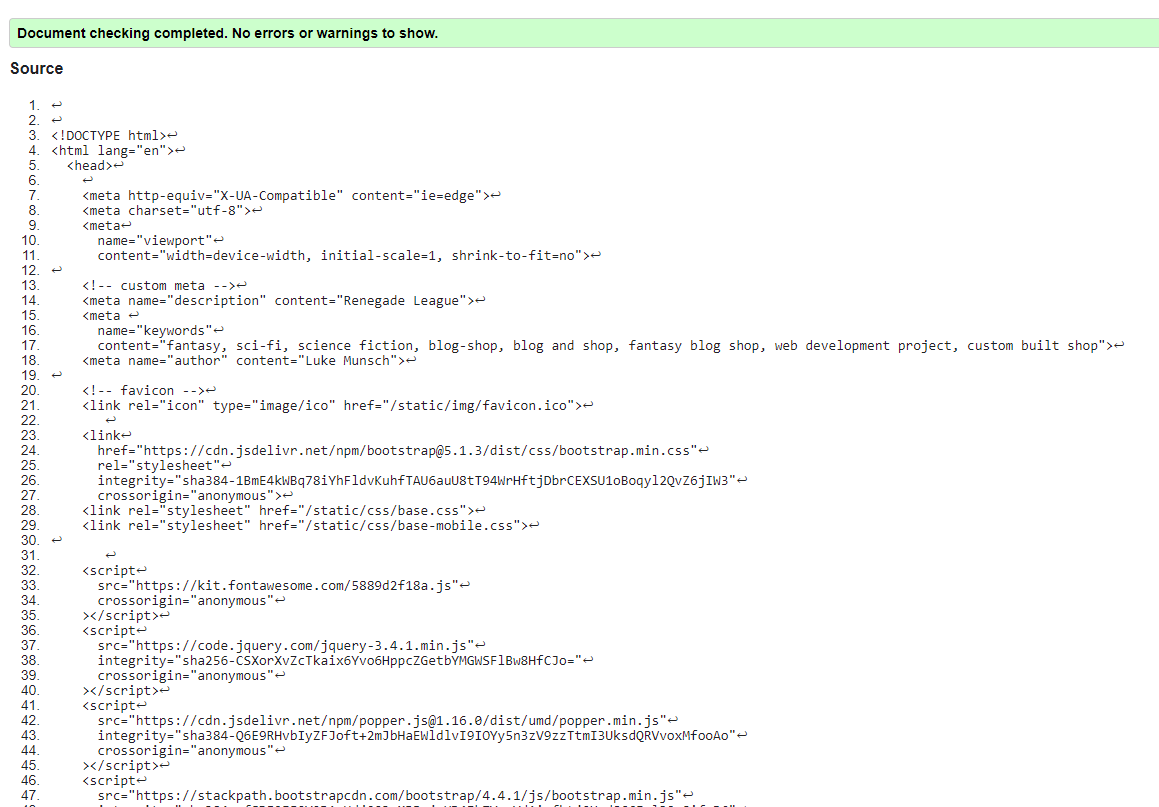 Document checking completed. No errors or warnings to show.
Source
1. ↩
2. ↩
3. <!DOCTYPE html>↩
4. <html lang="en">↩
5. <head>↩
6. ↩
7. <meta http-equiv="X-UA-Compatible" content="ie=edge">↩
8. <meta charset="utf-8">↩
9. <meta↩
10. name="viewport"↩
11. content="width=device-width, initial-scale=1, shrink-to-fit=no">↩
12. ↩
13. <!-- custom meta -->↩
14. <meta name="description" content="Renegade League">↩
15. <meta ↩
16. name="keywords"↩
17. content="fantasy, sci-fi, science fiction, blog-shop, blog and shop, fantasy blog shop, web development project, custom built shop">↩
18. <meta name="author" content="Luke Munsch">↩
19. ↩
20. <!-- favicon -->↩
21. <link rel="icon" type="image/ico" href="/static/img/favicon.ico">↩
22. ↩
23. <link↩
24. href="https://cdn.jsdelivr.net/npm/bootstrap@5.1.3/dist/css/bootstrap.min.css"↩
25. rel="stylesheet"↩
26. integrity="sha384-1BmE4kWBq78iYhFldvKuhfTAU6auU8tT94WrHftjDbrCEXSU1oBoqyl2QvZ6jIW3"↩
27. crossorigin="anonymous">↩
28. <link rel="stylesheet" href="/static/css/base.css">↩
29. <link rel="stylesheet" href="/static/css/base-mobile.css">↩
30. ↩
31. ↩
32. <script↩
33. src="https://kit.fontawesome.com/5889d2f18a.js"↩
34. crossorigin="anonymous"↩
35. ></script>↩
36. <script↩
37. src="https://code.jquery.com/jquery-3.4.1.min.js"↩
38. integrity="sha256-CSXorXvZcTkaix6Yvo6HppcZGetbYMGWSFlBw8HfCJo="↩
39. crossorigin="anonymous"↩
40. ></script>↩
41. <script↩
42. src="https://cdn.jsdelivr.net/npm/popper.js@1.16.0/dist/umd/popper.min.js"↩
43. integrity="sha384-Q6E9RHvbIyZFJoft+2mJbHaEWldlvI9IOYy5n3zV9zzTtmI3UksdQRVvoxMfooAo"↩
44. crossorigin="anonymous"↩
45. ></script>↩
46. <script↩
47. src="https://stackpath.bootstrapcdn.com/bootstrap/4.4.1/js/bootstrap.min.js"↩